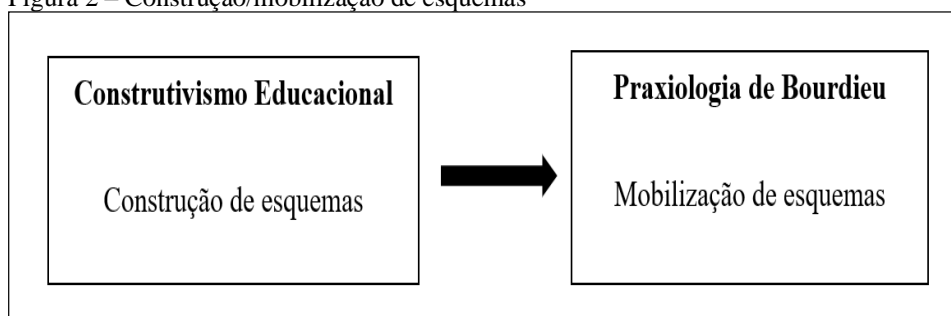 Figura 2 – Construção/mobilização de esquemas
Construtivismo Educacional
Construção de esquemas
Praxiologia de Bourdieu
Mobilização de esquemas